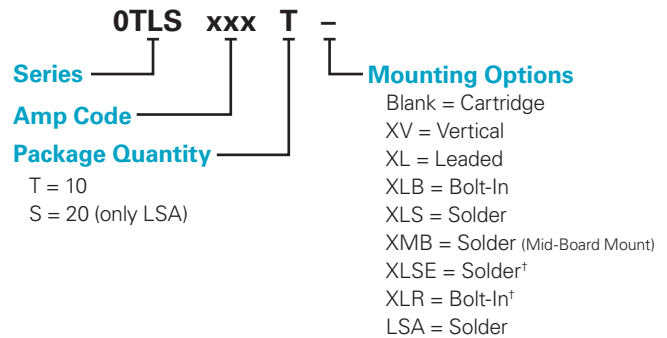 0TLS xxx T –
Series
Amp Code
Package Quantity
T = 10
S = 20 (only LSA)
Mounting Options
Blank = Cartridge
XV = Vertical
XL = Leaded
XLB = Bolt-In
XLS = Solder
XMB = Solder (Mid-Board Mount)
XLSE = Solder†
XLR = Bolt-In†
LSA = Solder